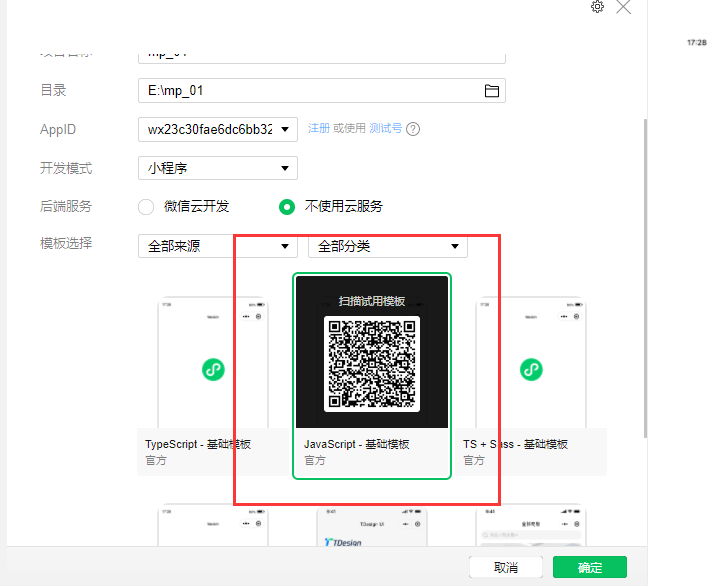 17:28
项目名称 mp_01
目录 E:\mp_01
AppID wx23c30fae6dc6bb32 注册 或使用 测试号 ?
开发模式 小程序
后端服务 微信云开发 不使用云服务
模板选择 全部来源 全部分类
扫描试用模板
TypeScript - 基础模板 JavaScript - 基础模板 TS + Sass - 基础模板
官方 官方 官方
TDesign UI
TDesign
取消 确定